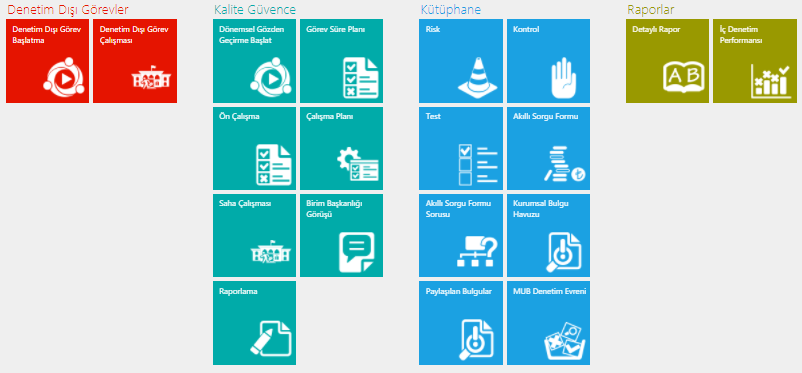 Denetim Dışı Görevler
Denetim Dışı Görev
Başlatma
Denetim Dışı Görev
Çalışması
Kalite Güvence
Dönemsel Gözden
Geçirme Başlat
Görev Süre Planı
Ön Çalışma
Çalışma Planı
Saha Çalışması
Birim Başkanlığı
Görüşü
Raporlama
Kütüphane
Risk
Kontrol
Test
Akıllı Sorgu Formu
Akıllı Sorgu Formu
Sorusu
Kurumsal Bulgu
Havuzu
Paylaşılan Bulgular
MUB Denetim Evreni
Raporlar
Detaylı Rapor
A B
İç Denetim
Performansı